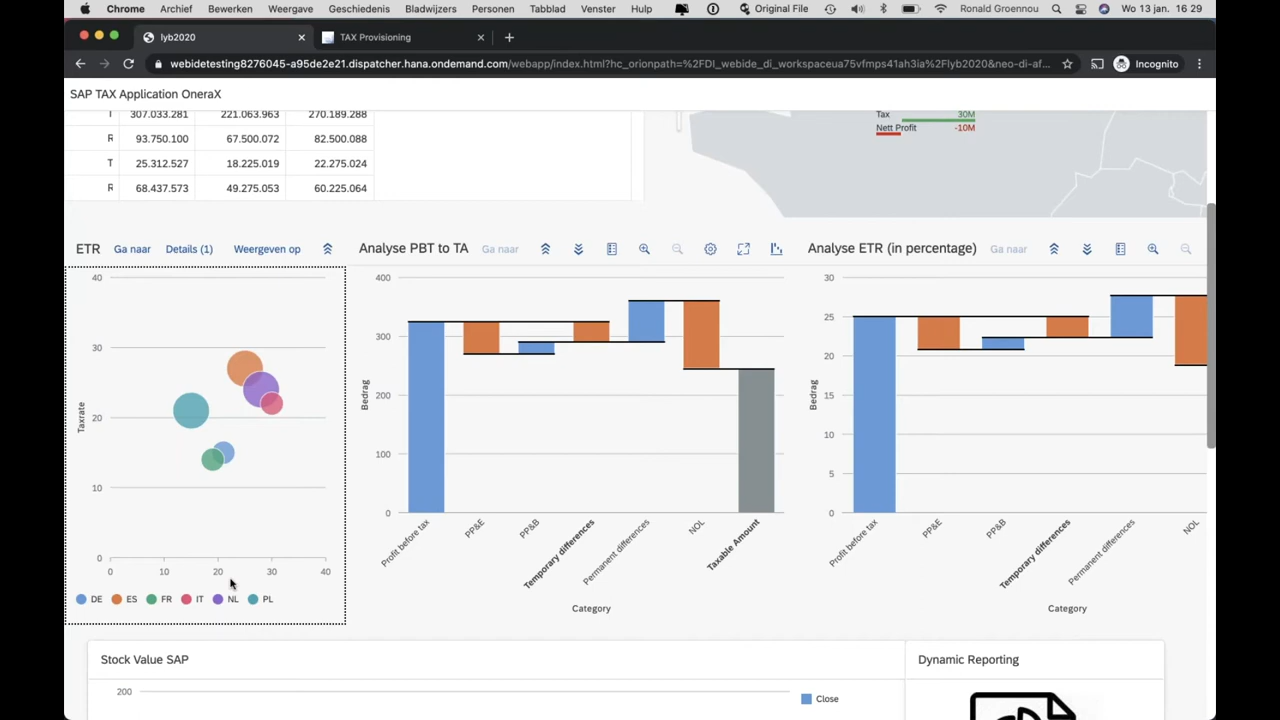 Chrome Archief Bewerken Weergave Geschiedenis Bladwijzers Personen Tabblad Venster Hulp Original File Ronald Groennou Wo 13 jan. 16 29
lyb2020 TAX Provisioning
webidetesting8276045-a95de2e21.dispatcher.hana.ondemand.com/webapp/index.html?hc_orionpath=%2FDI_webide_di_workspaceua75vfmps41ah3ia%2Flyb2020&neo-di-af... Incognito
SAP TAX Application OneraX
T 307.033.281 221.063.963 270.189.288
R 93.750.100 67.500.072 82.500.088
T 25.312.527 18.225.019 22.275.024
R 68.437.573 49.275.053 60.225.064
Tax 30M
Nett Profit -10M
ETR Ga naar Details (1) Weergeven op
40
30
20
10
0
Taxrate
0 10 20 30 40
DE ES FR IT NL PL
Analyse PBT to TA Ga naar
400
300
200
100
0
Bedrag
Profit before tax PP&E PP&B Temporary differences Permanent differences NOL Taxable Amount
Category
Analyse ETR (in percentage) Ga naar
30
25
20
15
10
5
0
Bedrag
Profit before tax PP&E PP&B Temporary differences Permanent differences NOL
Category
Stock Value SAP
200
Close
Dynamic Reporting